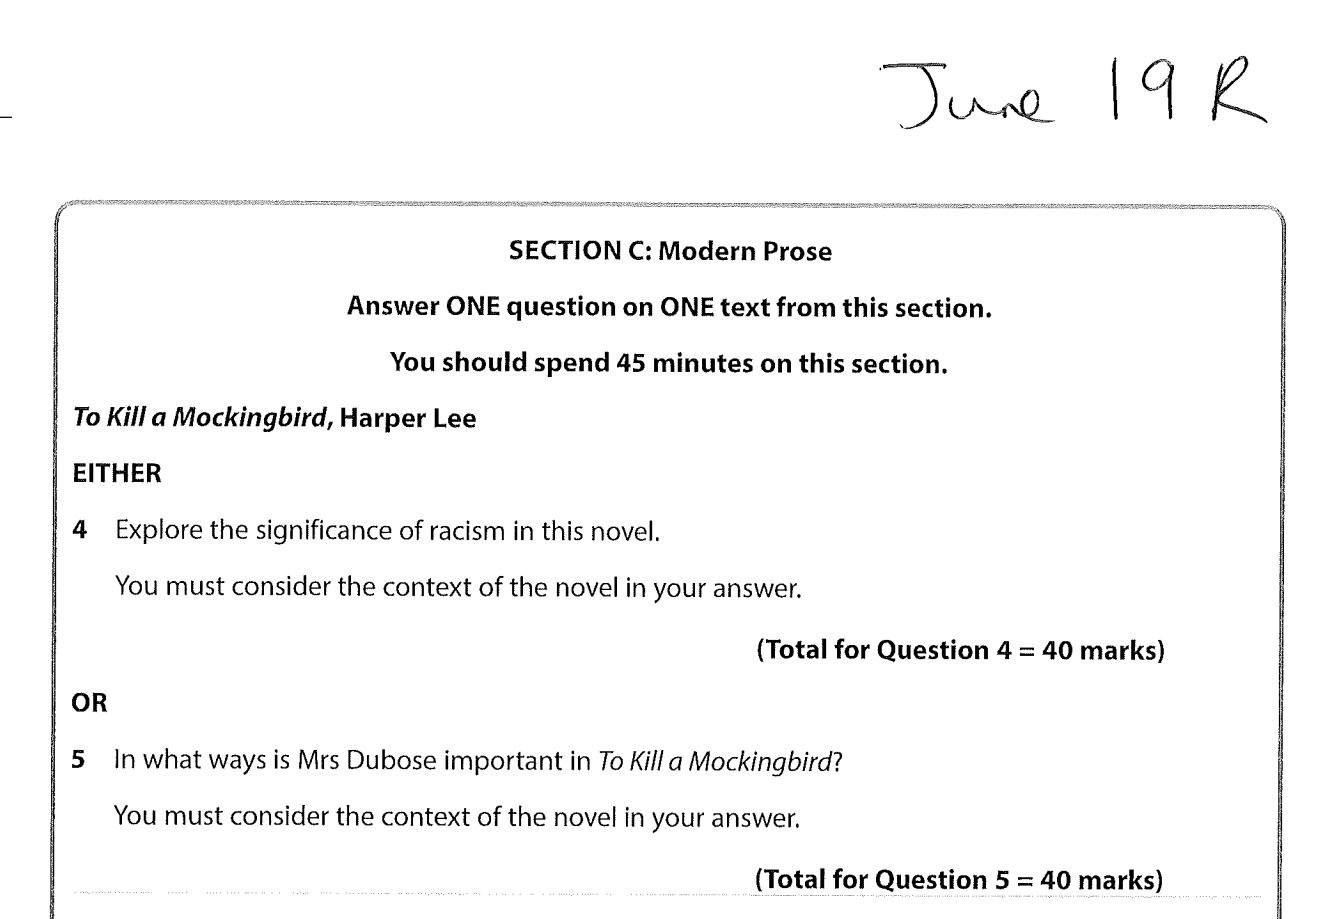 June 19 R
SECTION C: Modern Prose
Answer ONE question on ONE text from this section.
You should spend 45 minutes on this section.
To Kill a Mockingbird, Harper Lee
EITHER
4 Explore the significance of racism in this novel.
You must consider the context of the novel in your answer.
(Total for Question 4 = 40 marks)
OR
5 In what ways is Mrs Dubose important in To Kill a Mockingbird?
You must consider the context of the novel in your answer.
(Total for Question 5 = 40 marks)